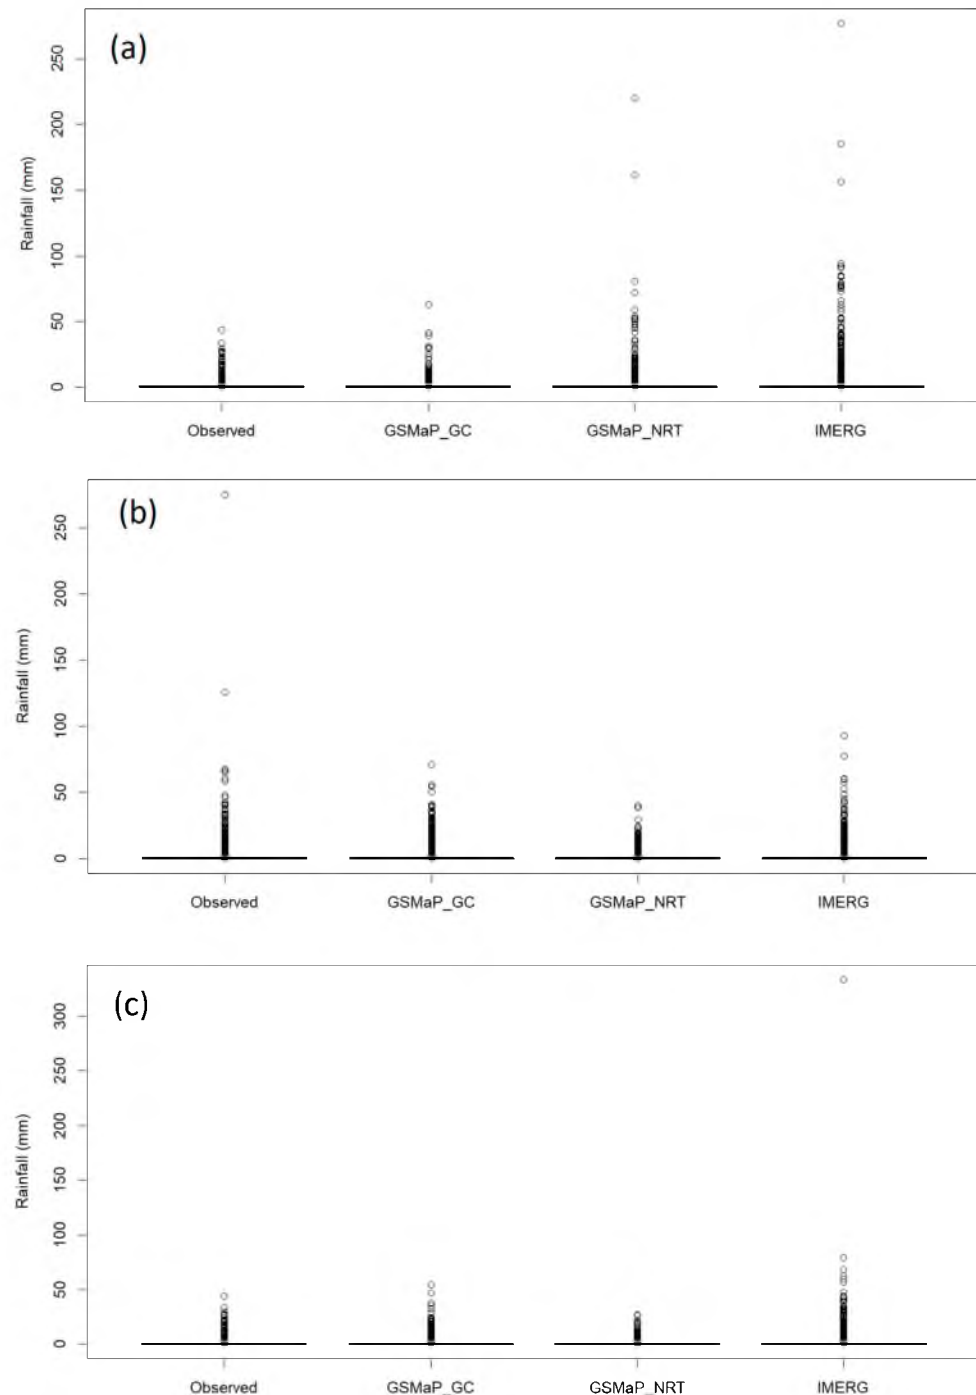 (a)
250
200
150
100
50
0
Rainfall (mm)
Observed GSMaP_GC GSMaP_NRT IMERG
(b)
250
200
150
100
50
0
Rainfall (mm)
Observed GSMaP_GC GSMaP_NRT IMERG
(c)
300
250
200
150
100
50
0
Rainfall (mm)
Observed GSMaP_GC GSMaP_NRT IMERG